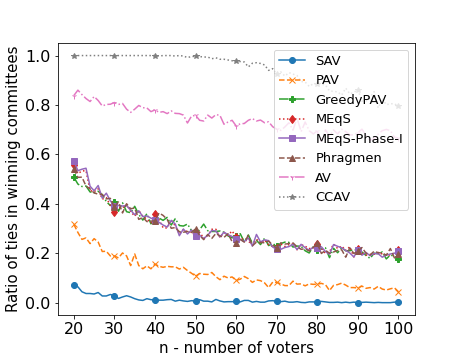 Ratio of ties in winning committees
1.0
0.8
0.6
0.4
0.2
0.0
SAV
PAV
GreedyPAV
MEqS
MEqS-Phase-I
Phragmen
AV
CCAV
20 30 40 50 60 70 80 90 100
n - number of voters